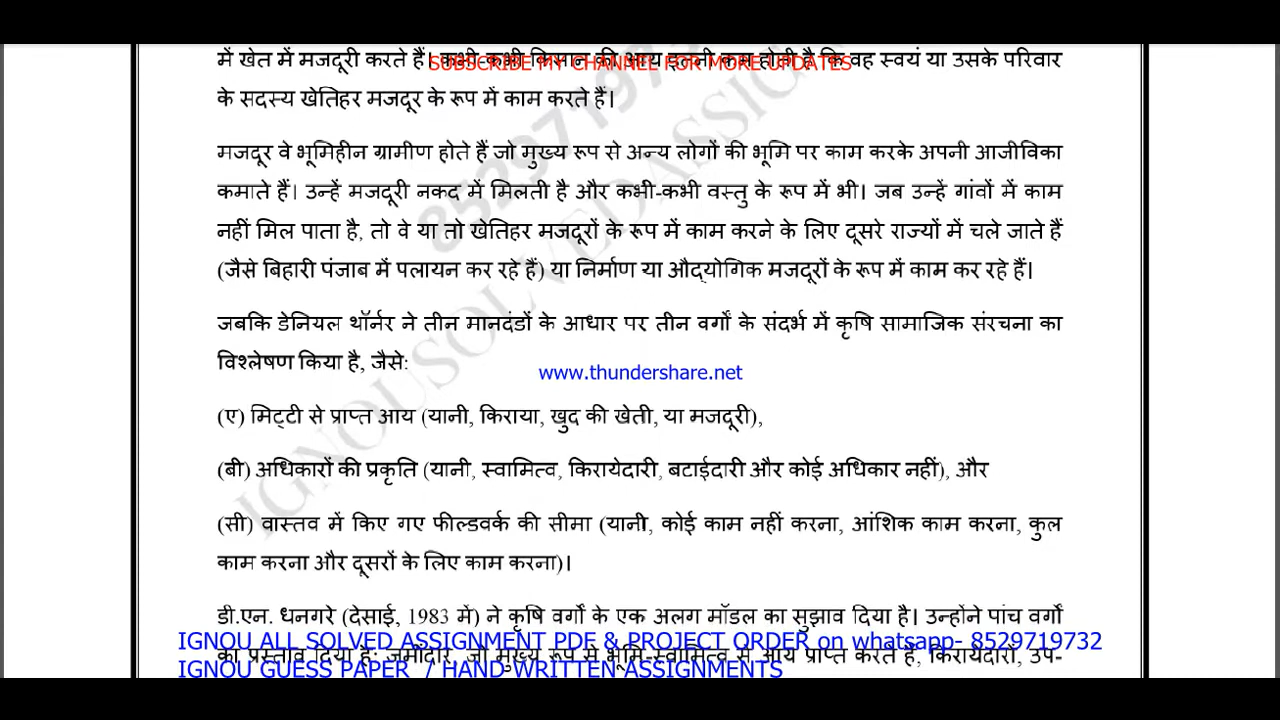 में खेत में मजदूरी करते हैं। कभी कभी किसान की आय इतनी कम होती है कि वह स्वयं या उसके परिवार
SUBSCRIBE MY CHANNEL FOR MORE UPDATES
के सदस्य खेतिहर मजदूर के रूप में काम करते हैं।
मजदूर वे भूमिहीन ग्रामीण होते हैं जो मुख्य रूप से अन्य लोगों की भूमि पर काम करके अपनी आजीविका
कमाते हैं। उन्हें मजदूरी नकद में मिलती है और कभी-कभी वस्तु के रूप में भी। जब उन्हें गांवों में काम
नहीं मिल पाता है, तो वे या तो खेतिहर मजदूरों के रूप में काम करने के लिए दूसरे राज्यों में चले जाते हैं
(जैसे बिहारी पंजाब में पलायन कर रहे हैं) या निर्माण या औद्योगिक मजदूरों के रूप में काम कर रहे हैं।
जबकि डेनियल थॉर्नर ने तीन मानदंडों के आधार पर तीन वर्गों के संदर्भ में कृषि सामाजिक संरचना का
विश्लेषण किया है, जैसे:
www.thundershare.net
(ए) मिट्टी से प्राप्त आय (यानी, किराया, खुद की खेती, या मजदूरी),
(बी) अधिकारों की प्रकृति (यानी, स्वामित्व, किरायेदारी, बटाईदारी और कोई अधिकार नहीं), और
(सी) वास्तव में किए गए फील्डवर्क की सीमा (यानी, कोई काम नहीं करना, आंशिक काम करना, कुल
काम करना और दूसरों के लिए काम करना)।
डी.एन. धनगरे (देसाई, 1983 में) ने कृषि वर्गों के एक अलग मॉडल का सुझाव दिया है। उन्होंने पांच वर्गों
IGNOU ALL SOLVED ASSIGNMENT PDF & PROJECT ORDER on whatsapp- 8529719732
का प्रस्ताव दिया है: जमींदार, जो मुख्य रूप से भूमि-स्वामित्व से आय प्राप्त करते हैं, किरायेदारों, उप-
IGNOU GUESS PAPER / HAND WRITTEN ASSIGNMENTS